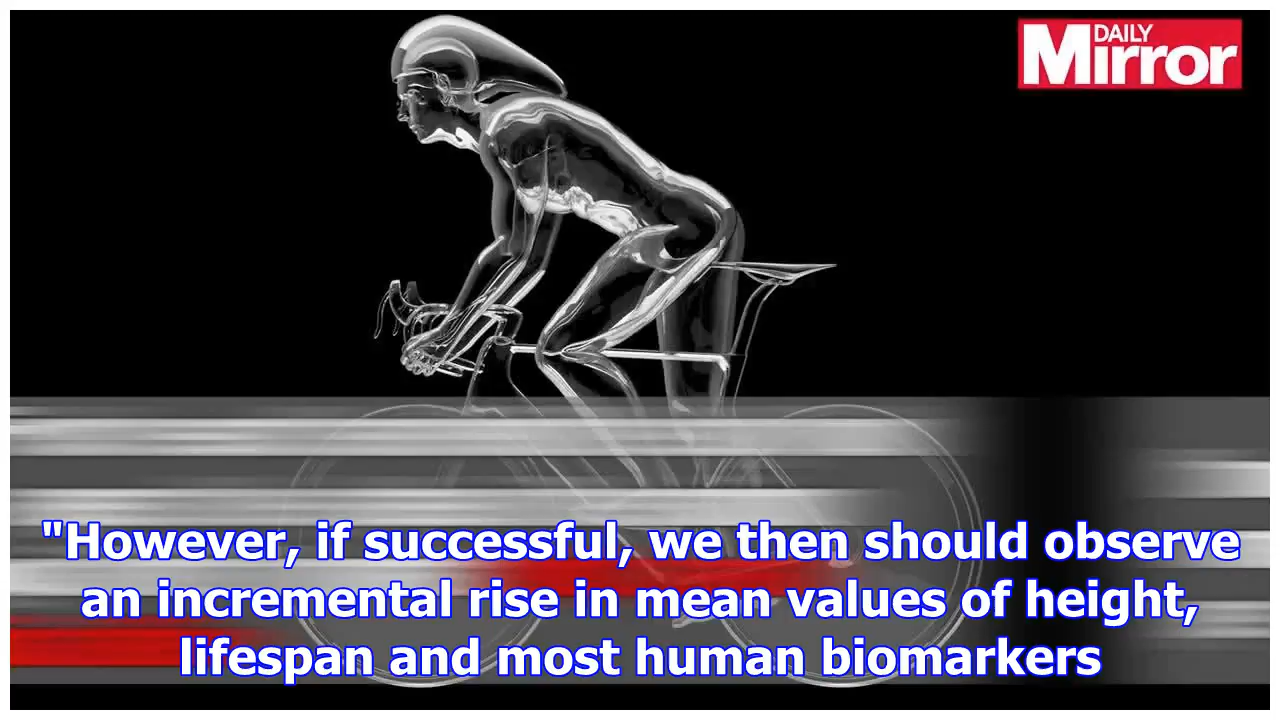 DAILY
Mirror
"However, if successful, we then should observe
an incremental rise in mean values of height,
lifespan and most human biomarkers